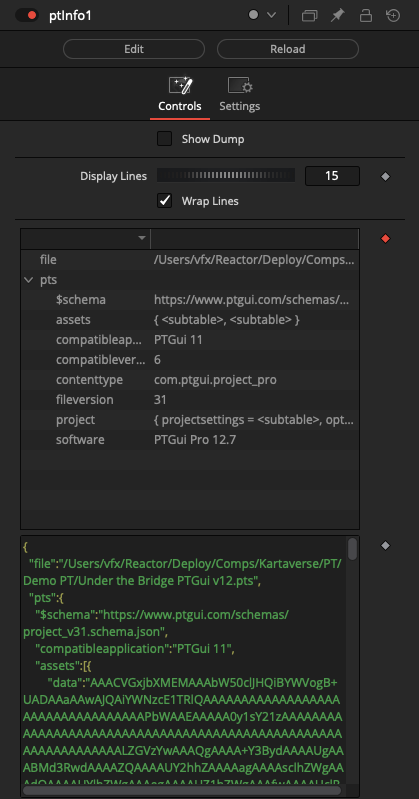 ptInfo1
Edit Reload
Controls Settings
Show Dump
Display Lines 15
Wrap Lines
file /Users/vfx/Reactor/Deploy/Comps...
pts
$schema https://www.ptgui.com/schemas/...
assets { <subtable>, <subtable> }
compatibleap... PTGui 11
compatiblever... 6
contenttype com.ptgui.project_pro
fileversion 31
project { projectsettings = <subtable>, opt...
software PTGui Pro 12.7
{
"file":"/Users/vfx/Reactor/Deploy/Comps/Kartaverse/PT/
Demo PT/Under the Bridge PTGui v12.pts",
"pts":{
"$schema":"https://www.ptgui.com/schemas/
project_v31.schema.json",
"compatibleapplication":"PTGui 11",
"assets":[{
"data":"